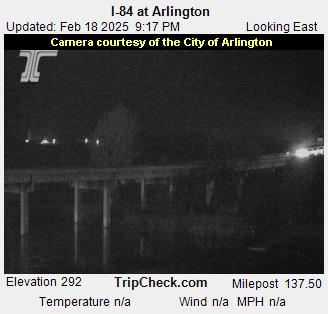 I-84 at Arlington
Updated: Feb 18 2025 9:17 PM Looking East
Camera courtesy of the City of Arlington
Elevation 292 TripCheck.com Milepost 137.50
Temperature n/a Wind n/a MPH n/a